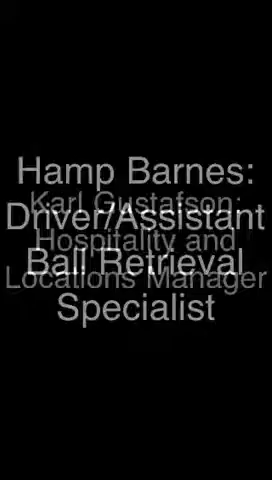 Hamp Barnes:
Karl Gustafson:
Driver/Assistant
Hospitality and
Ball Retrieval
Locations Manager
Specialist